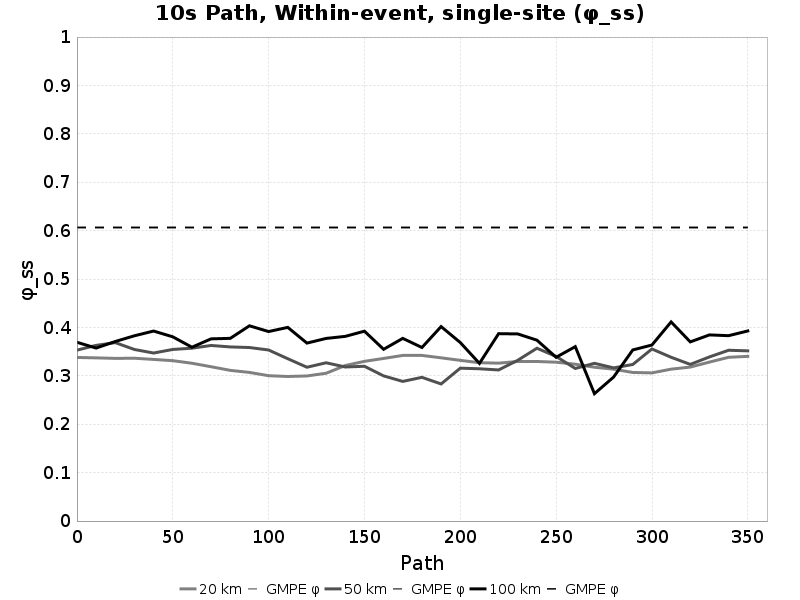 10s Path, Within-event, single-site (φ_ss)
1
0.9
0.8
0.7
0.6
0.5
0.4
0.3
0.2
0.1
0
φ_ss
0 50 100 150 200 250 300 350
Path
20 km GMPE φ 50 km GMPE φ 100 km GMPE φ